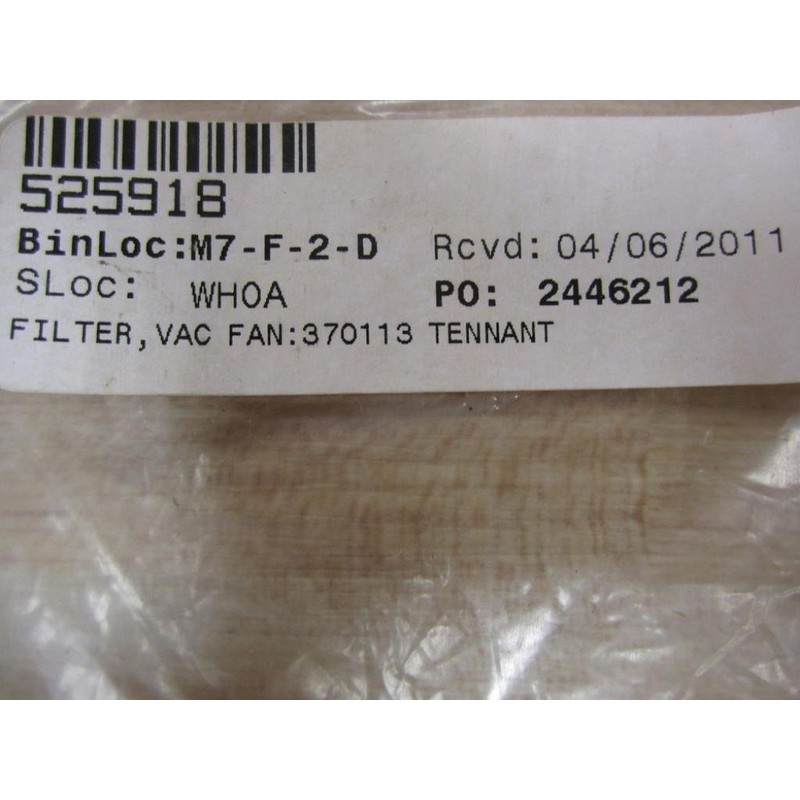 525918
BinLoc:M7-F-2-D Rcvd: 04/06/2011
SLoc: WH0A PO: 2446212
FILTER,VAC FAN:370113 TENNANT